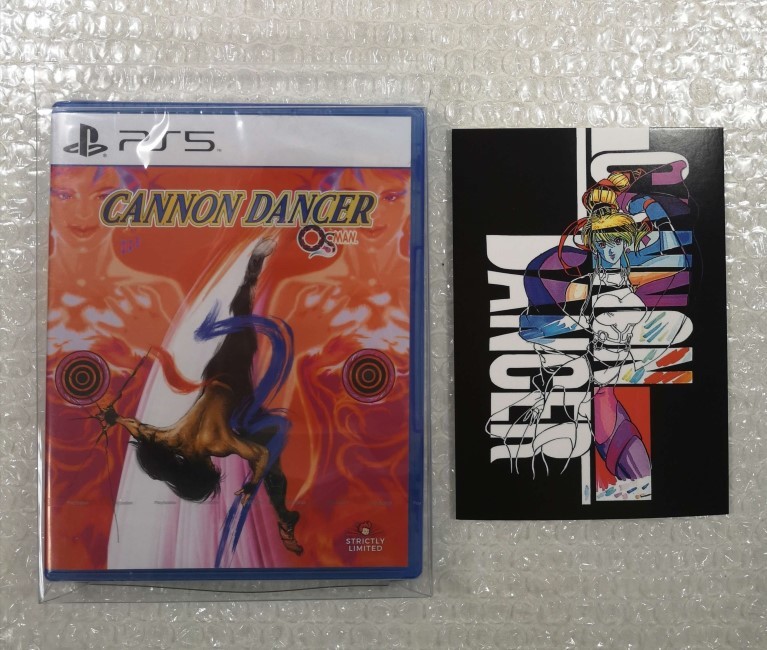 PS5
CANNON DANCER
OSMAN
STRICTLY
LIMITED
CANNON
DANCER